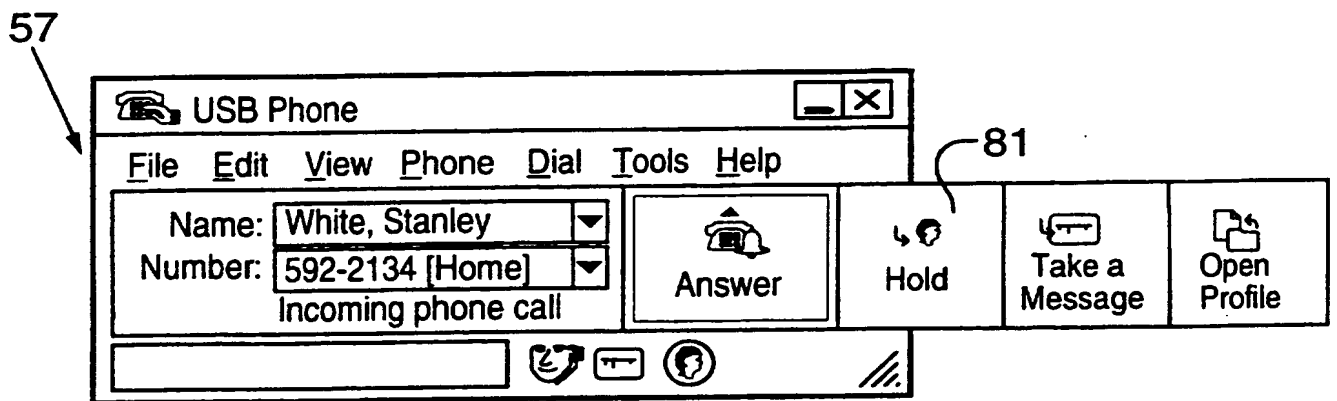 57
USB Phone
File Edit View Phone Dial Tools Help
81
Name: White, Stanley
Number: 592-2134 [Home]
Incoming phone call
Answer
Hold
Take a
Message
Open
Profile